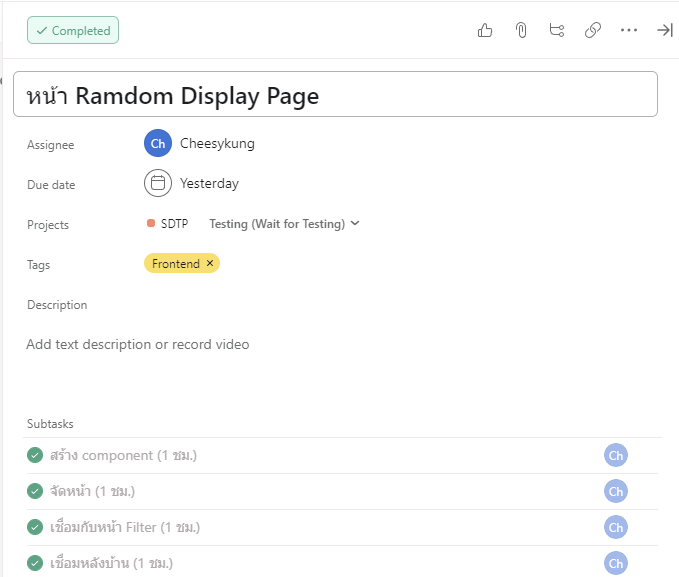 Completed
หน้า Ramdom Display Page
Assignee Ch Cheesykung
Due date Yesterday
Projects SDTP Testing (Wait for Testing)
Tags Frontend ×
Description
Add text description or record video
Subtasks
สร้าง component (1 ชม.) Ch
จัดหน้า (1 ชม.) Ch
เชื่อมกับหน้า Filter (1 ชม.) Ch
เชื่อมหลังบ้าน (1 ชม.) Ch